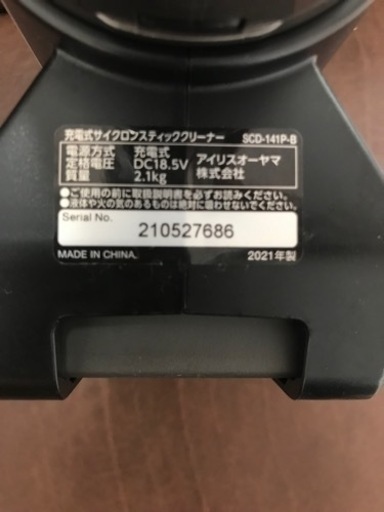 充電式サイクロンスティッククリーナー SCD-141P-B
電源方式 充電式
定格電圧 DC18.5V アイリスオーヤマ
質量 2.1kg 株式会社
●ご使用の前に取扱説明書を必ずお読みください。
●液体や火の気のあるものは絶対に吸わせないでください。
Serial No.
210527686
MADE IN CHINA. 2021年製